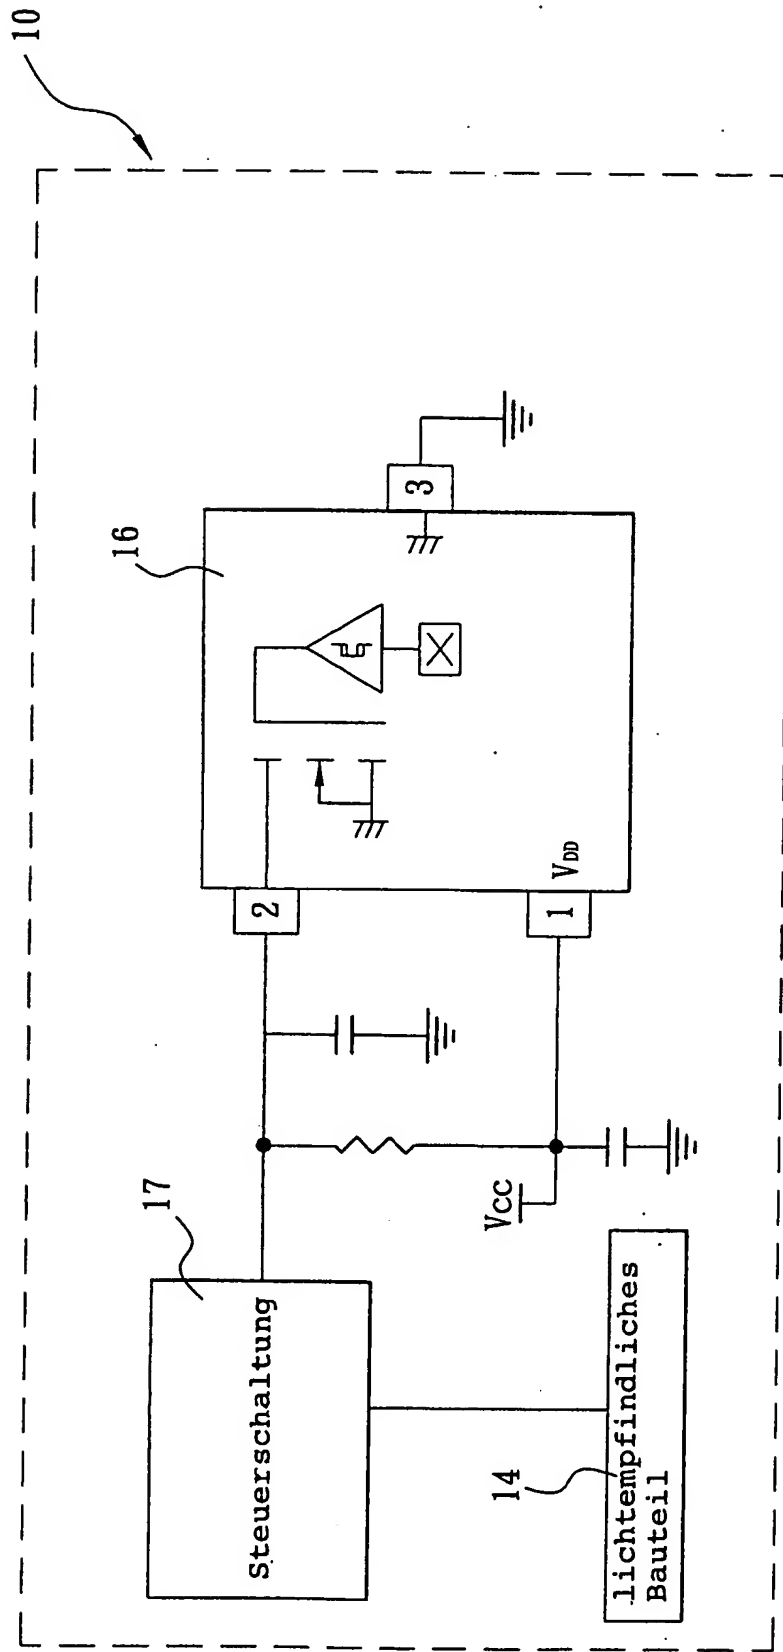 10
16
17
Steuerschaltung
2
3
1
VDD
VCC
14
lichtempfindliches
Bauteil